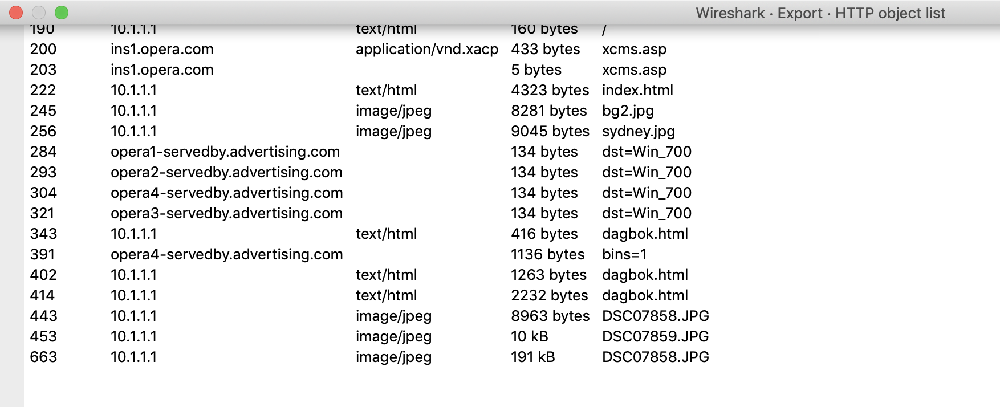 Wireshark · Export · HTTP object list
190 10.1.1.1 text/html 160 bytes /
200 ins1.opera.com application/vnd.xacp 433 bytes xcms.asp
203 ins1.opera.com 5 bytes xcms.asp
222 10.1.1.1 text/html 4323 bytes index.html
245 10.1.1.1 image/jpeg 8281 bytes bg2.jpg
256 10.1.1.1 image/jpeg 9045 bytes sydney.jpg
284 opera1-servedby.advertising.com 134 bytes dst=Win_700
293 opera2-servedby.advertising.com 134 bytes dst=Win_700
304 opera4-servedby.advertising.com 134 bytes dst=Win_700
321 opera3-servedby.advertising.com 134 bytes dst=Win_700
343 10.1.1.1 text/html 416 bytes dagbok.html
391 opera4-servedby.advertising.com 1136 bytes bins=1
402 10.1.1.1 text/html 1263 bytes dagbok.html
414 10.1.1.1 text/html 2232 bytes dagbok.html
443 10.1.1.1 image/jpeg 8963 bytes DSC07858.JPG
453 10.1.1.1 image/jpeg 10 kB DSC07859.JPG
663 10.1.1.1 image/jpeg 191 kB DSC07858.JPG